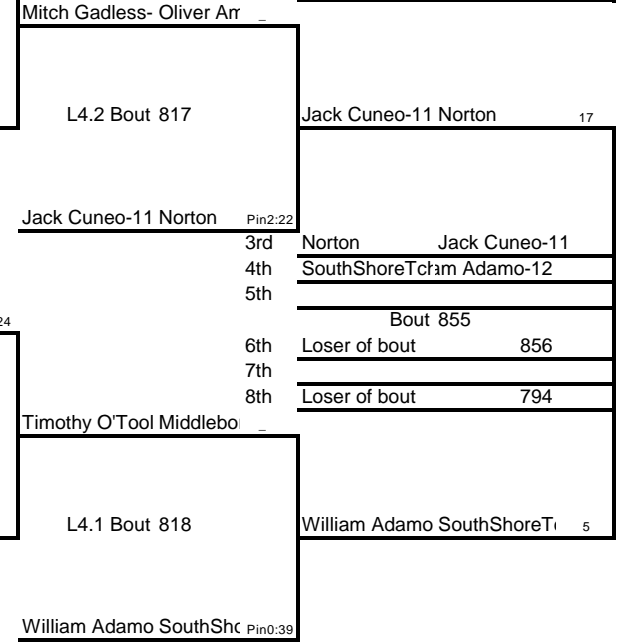 Mitch Gadless- Oliver Am
L4.2 Bout 817
Jack Cuneo-11 Norton 17
Jack Cuneo-11 Norton Pin2:22
3rd Norton Jack Cuneo-11
4th SouthShoreTch am Adamo-12
5th
Bout 855
24
6th Loser of bout 856
7th
8th Loser of bout 794
Timothy O'Tool Middlebo
L4.1 Bout 818
William Adamo SouthShoreT 5
William Adamo SouthSho Pin0:39